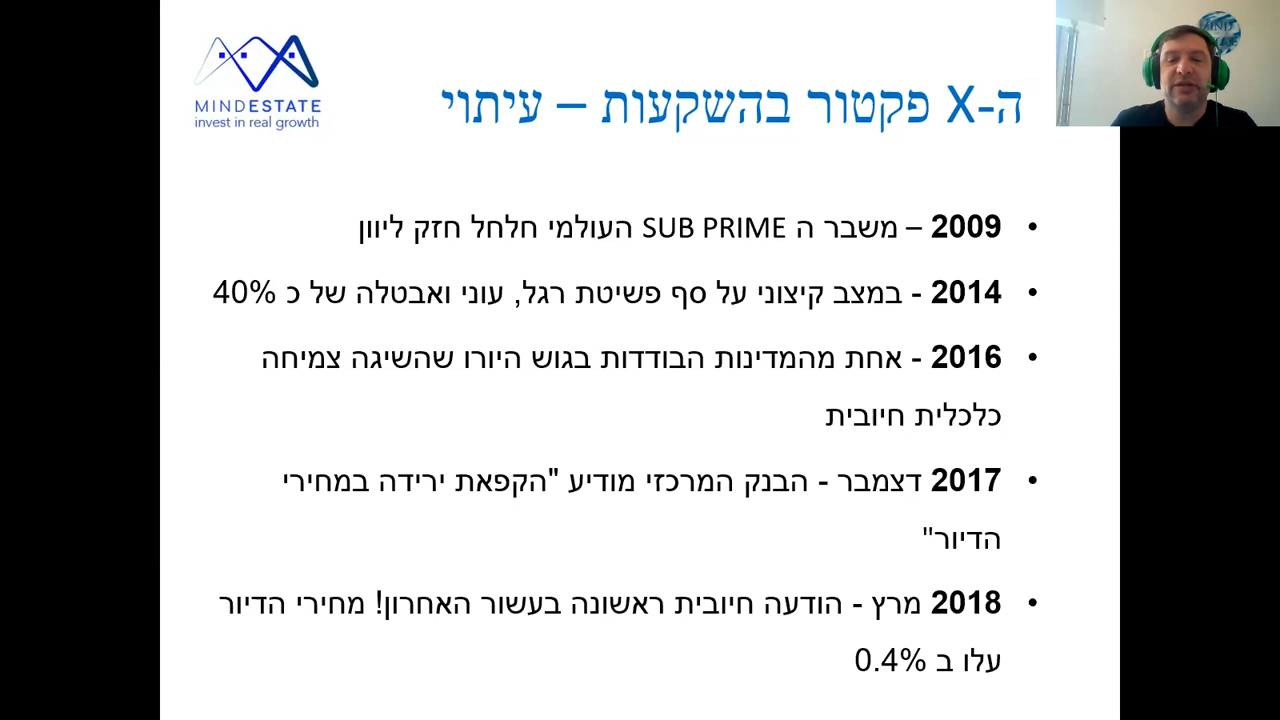 MINDESTATE
invest in real growth
ה-X פקטור בהשקעות – עיתוי
• 2009 – משבר ה SUB PRIME העולמי חלחל חזק ליוון
• 2014 - במצב קיצוני על סף פשיטת רגל, עוני ואבטלה של כ 40%
• 2016 - אחת מהמדינות הבודדות בגוש היורו שהשיגה צמיחה
כלכלית חיובית
• 2017 דצמבר - הבנק המרכזי מודיע "הקפאת ירידה במחירי
הדיור"
• 2018 מרץ - הודעה חיובית ראשונה בעשור האחרון! מחירי הדיור
עלו ב 0.4%